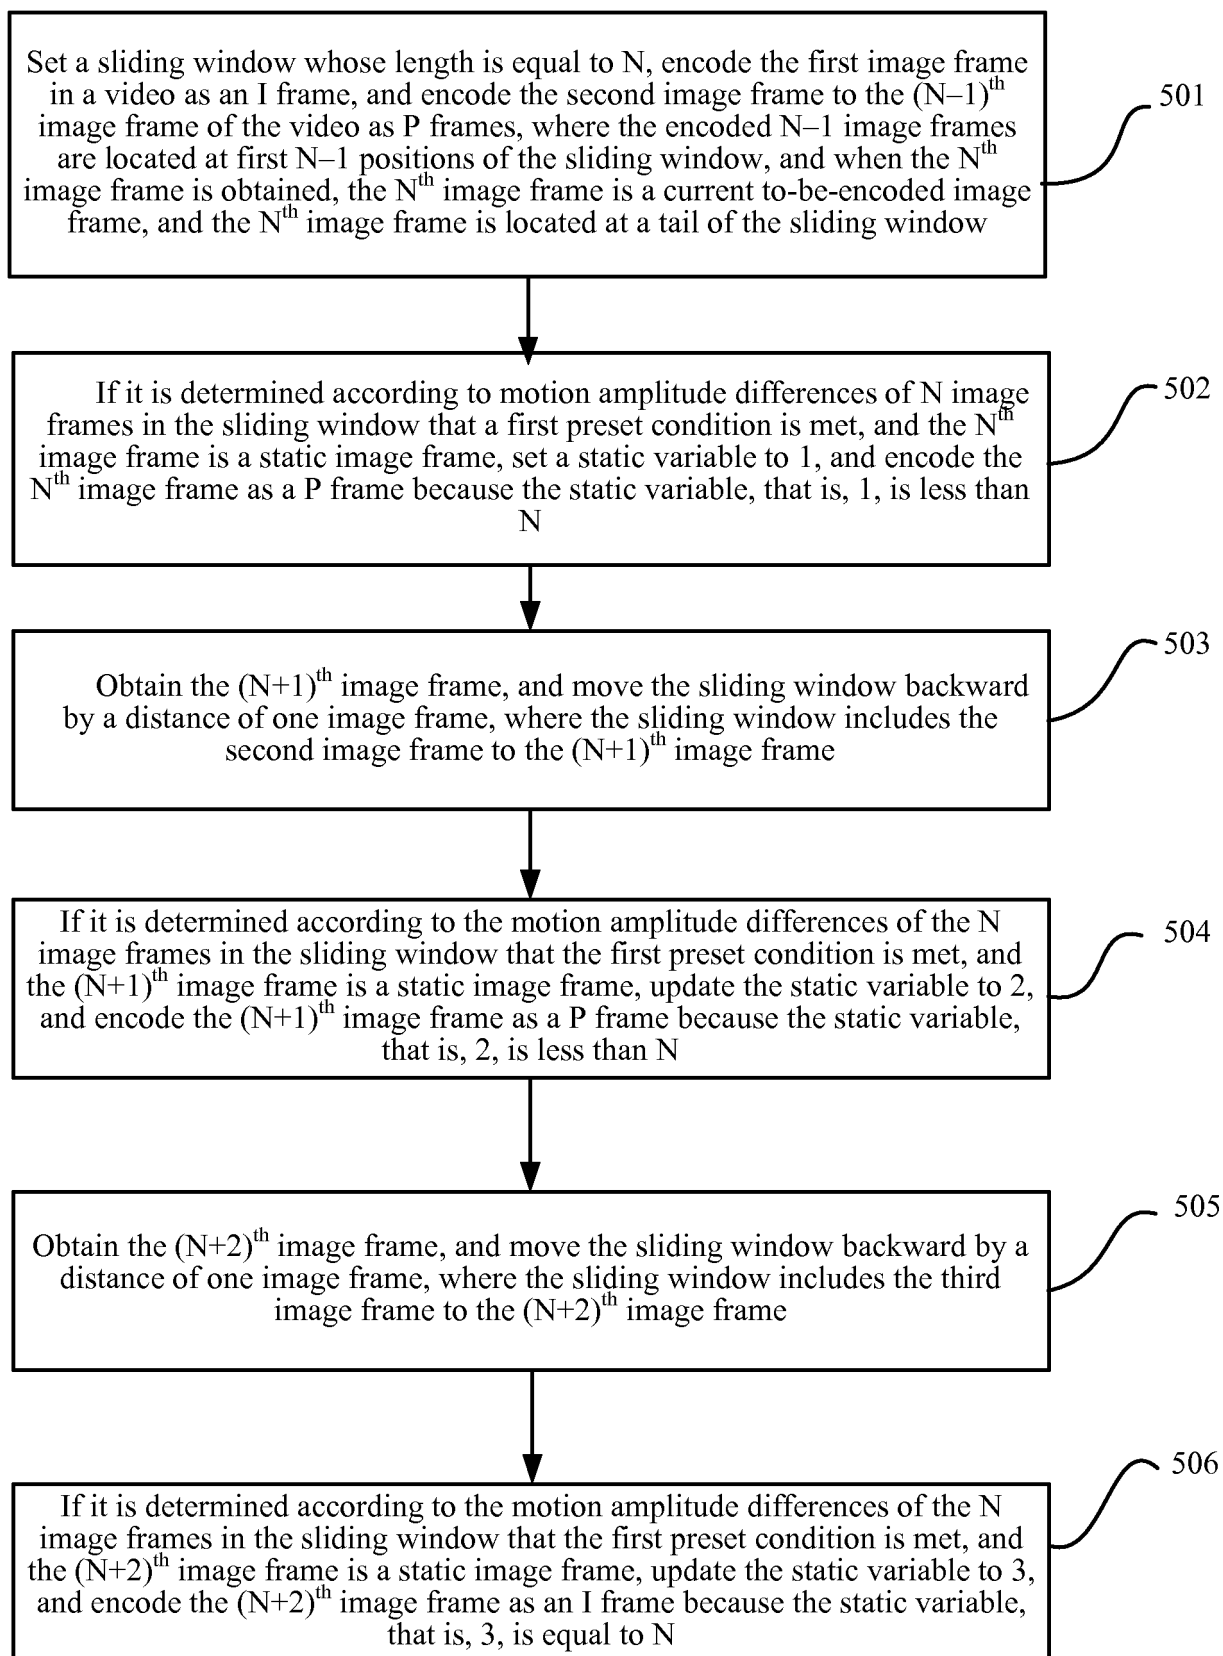 Set a sliding window whose length is equal to N, encode the first image frame
in a video as an I frame, and encode the second image frame to the (N–1)th
image frame of the video as P frames, where the encoded N–1 image frames
are located at first N–1 positions of the sliding window, and when the Nth
image frame is obtained, the Nth image frame is a current to-be-encoded image
frame, and the Nth image frame is located at a tail of the sliding window
501
If it is determined according to motion amplitude differences of N image
frames in the sliding window that a first preset condition is met, and the Nth
image frame is a static image frame, set a static variable to 1, and encode the
Nth image frame as a P frame because the static variable, that is, 1, is less than
N
502
Obtain the (N+1)th image frame, and move the sliding window backward
by a distance of one image frame, where the sliding window includes the
second image frame to the (N+1)th image frame
503
If it is determined according to the motion amplitude differences of the N
image frames in the sliding window that the first preset condition is met, and
the (N+1)th image frame is a static image frame, update the static variable to 2,
and encode the (N+1)th image frame as a P frame because the static variable,
that is, 2, is less than N
504
Obtain the (N+2)th image frame, and move the sliding window backward by a
distance of one image frame, where the sliding window includes the third
image frame to the (N+2)th image frame
505
If it is determined according to the motion amplitude differences of the N
image frames in the sliding window that the first preset condition is met, and
the (N+2)th image frame is a static image frame, update the static variable to 3,
and encode the (N+2)th image frame as an I frame because the static variable,
that is, 3, is equal to N
506